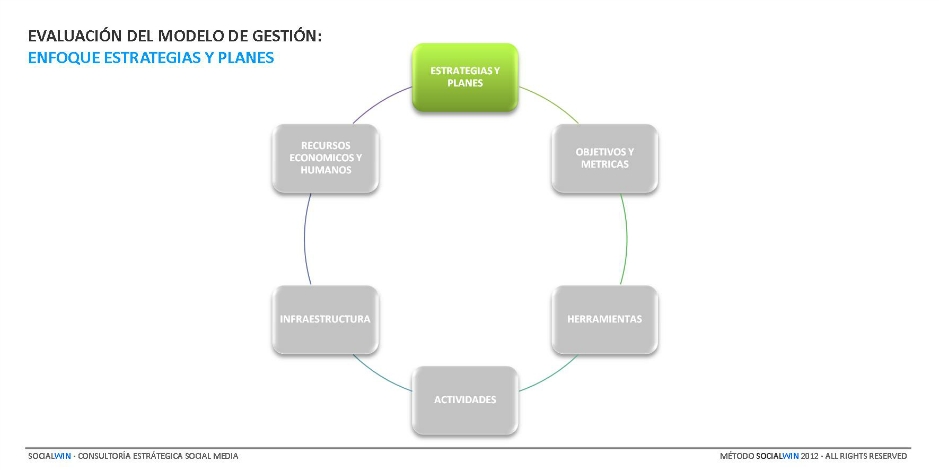 EVALUACIÓN DEL MODELO DE GESTIÓN:
ENFOQUE ESTRATEGIAS Y PLANES
ESTRATEGIAS Y
PLANES
RECURSOS
ECONOMICOS Y
HUMANOS
OBJETIVOS Y
METRICAS
INFRAESTRUCTURA
HERRAMIENTAS
ACTIVIDADES
SOCIALWIN - CONSULTORÍA ESTRÁTEGICA SOCIAL MEDIA
MÉTODO SOCIALWIN 2012 - ALL RIGHTS RESERVED